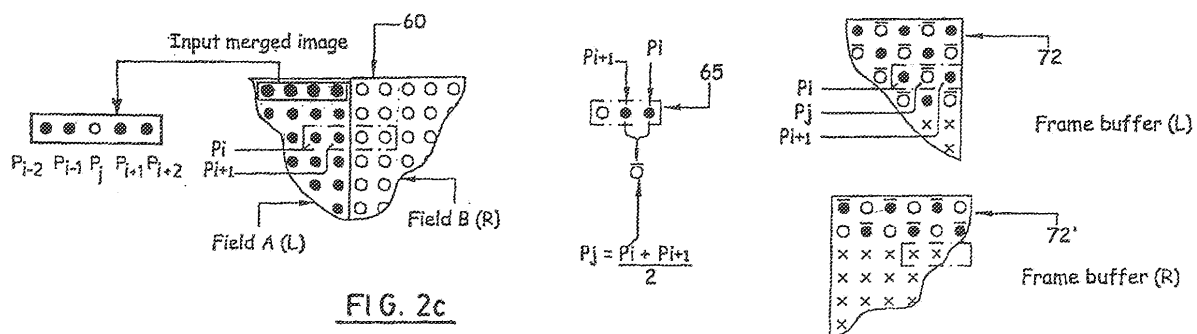 60
Input merged image
Pi-2 Pi-1 Pj Pi+1 Pi+2
Pi
Pi+1
Field A (L)
Field B (R)
FIG. 2c
Pi+1
Pi
65
Pj = Pi + Pi+1
2
72
Pi
Pj
Pi+1
Frame buffer (L)
72'
Frame buffer (R)